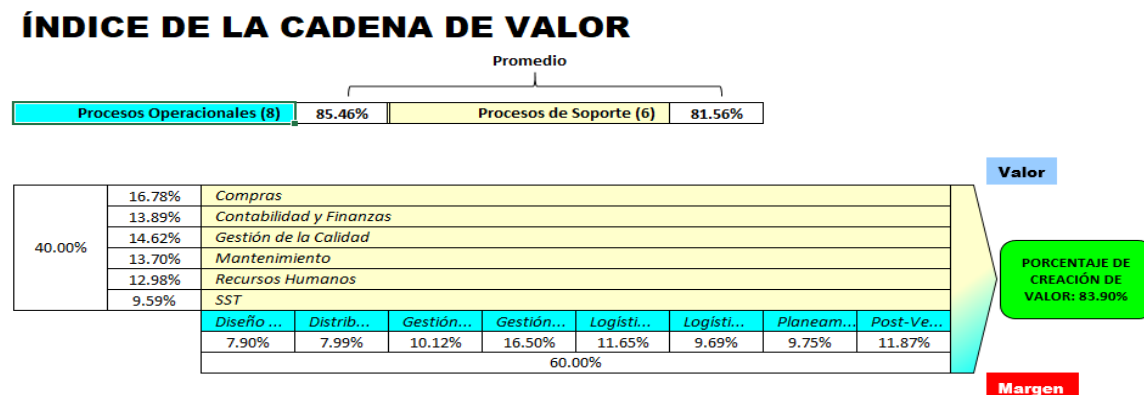 ÍNDICE DE LA CADENA DE VALOR
Promedio
Procesos Operacionales (8) 85.46% Procesos de Soporte (6) 81.56%
Valor
16.78% Compras
13.89% Contabilidad y Finanzas
14.62% Gestión de la Calidad
40.00%
13.70% Mantenimiento
12.98% Recursos Humanos
9.59% SST
PORCENTAJE DE
CREACIÓN DE
VALOR: 83.90%
Diseño ... Distrib... Gestión... Gestión... Logísti... Logísti... Planeam... Post-Ve...
7.90% 7.99% 10.12% 16.50% 11.65% 9.69% 9.75% 11.87%
60.00%
Margen